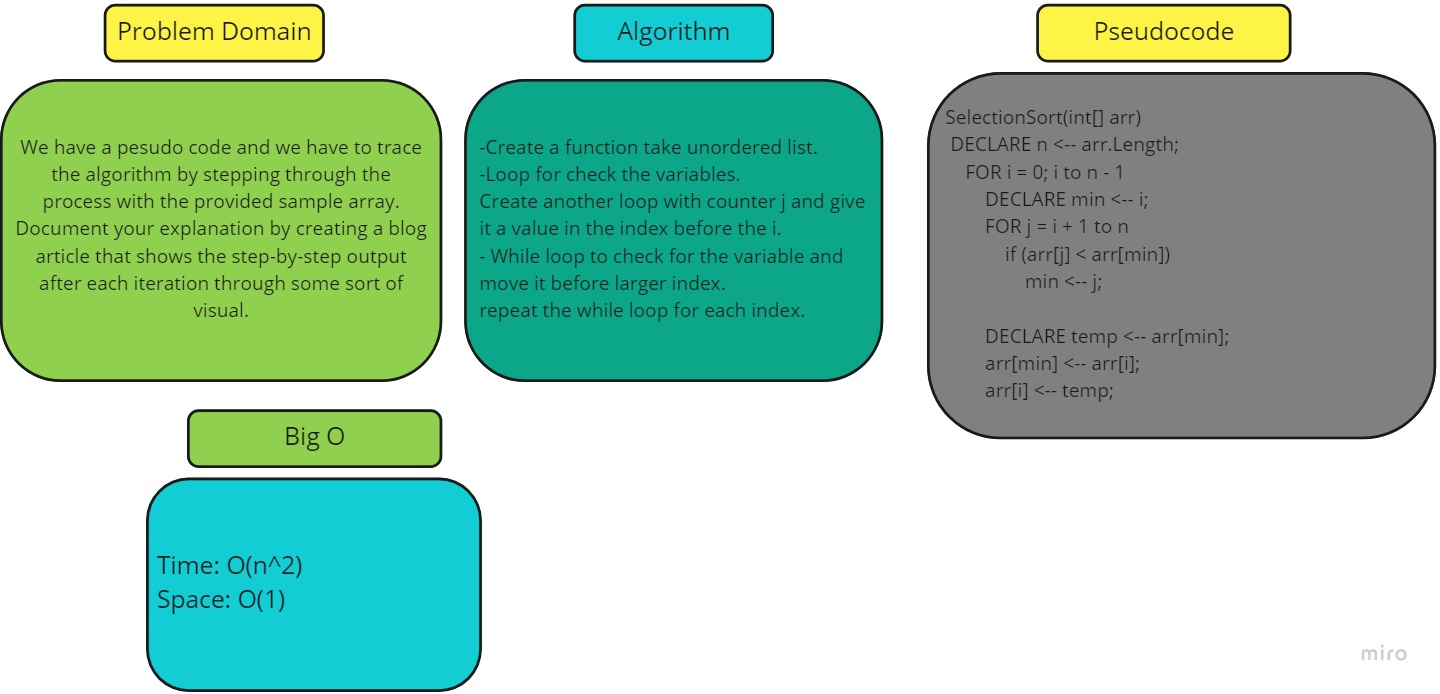 Problem Domain
We have a pesudo code and we have to trace
the algorithm by stepping through the
process with the provided sample array.
Document your explanation by creating a blog
article that shows the step-by-step output
after each iteration through some sort of
visual.
Algorithm
-Create a function take unordered list.
-Loop for check the variables.
Create another loop with counter j and give
it a value in the index before the i.
- While loop to check for the variable and
move it before larger index.
repeat the while loop for each index.
Pseudocode
SelectionSort(int[] arr)
DECLARE n <-- arr.Length;
FOR i = 0; i to n - 1
DECLARE min <-- i;
FOR j = i + 1 to n
if (arr[j] < arr[min])
min <-- j;
DECLARE temp <-- arr[min];
arr[min] <-- arr[i];
arr[i] <-- temp;
Big O
Time: O(n^2)
Space: O(1)
miro